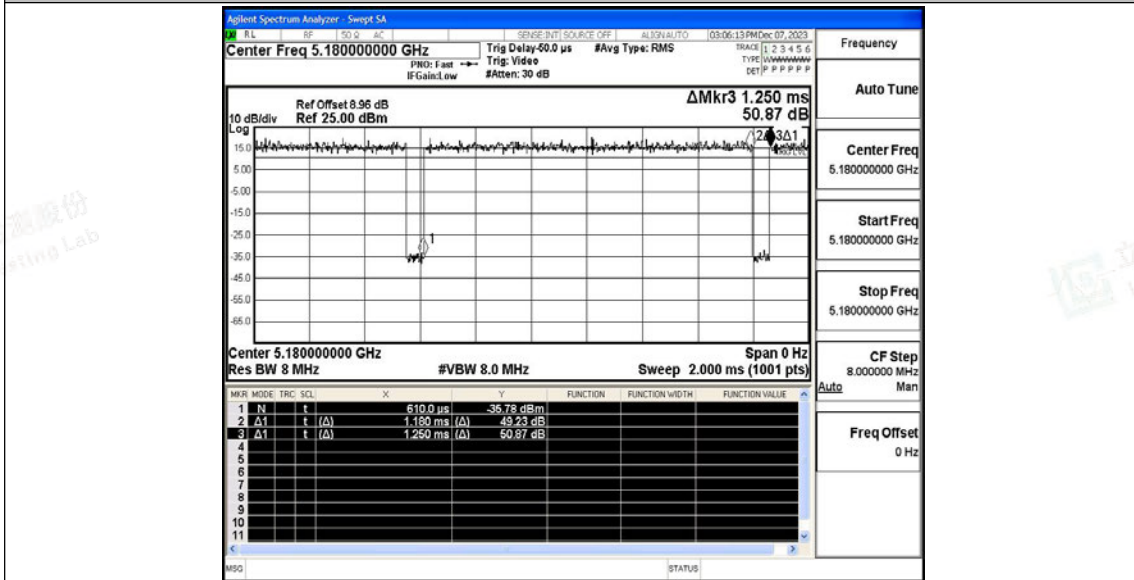 Agilent Spectrum Analyzer - Swept SA
RL RF 50 Ω AC SENSE:INT SOURCE OFF ALIGNAUTO 03:06:13 PM Dec 07, 2023
Center Freq 5.180000000 GHz
PNO: Fast
IFGain:Low
Trig Delay-50.0 µs #Avg Type: RMS
Trig: Video
#Atten: 30 dB
TRACE 1 2 3 4 5 6
TYPE
DET P P P P P P
Frequency
Auto Tune
ΔMkr3 1.250 ms
50.87 dB
Ref Offset 8.96 dB
10 dB/div Ref 25.00 dBm
Log
15.0
5.00
-5.00
-15.0
-25.0
-35.0
-45.0
-55.0
-65.0
3Δ1
1
Center Freq
5.180000000 GHz
Start Freq
5.180000000 GHz
Stop Freq
5.180000000 GHz
CF Step
8.000000 MHz
Auto Man
Freq Offset
0 Hz
Center 5.180000000 GHz Span 0 Hz
Res BW 8 MHz #VBW 8.0 MHz Sweep 2.000 ms (1001 pts)
MKR MODE TRC SCL X Y FUNCTION FUNCTION WIDTH FUNCTION VALUE
1 N t 610.0 µs -35.78 dBm
2 Δ1 t (Δ) 1.180 ms (Δ) 49.23 dB
3 Δ1 t (Δ) 1.250 ms (Δ) 50.87 dB
4
5
6
7
8
9
10
11
MSG STATUS